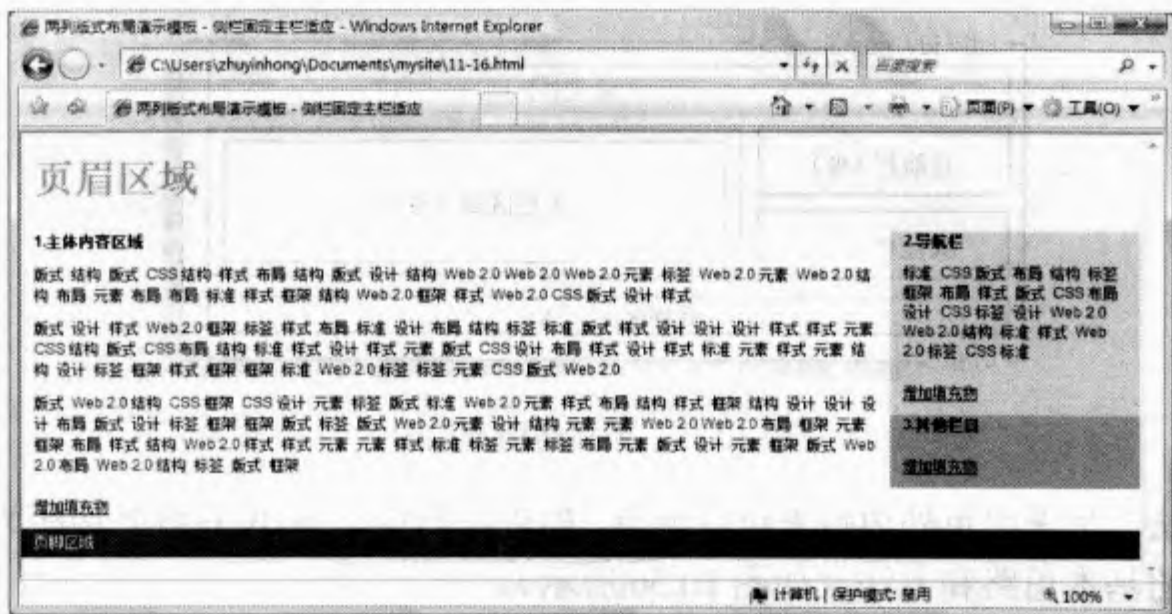 两列版式布局演示模板 - 侧栏固定主栏适应 - Windows Internet Explorer
C:\Users\zhuyinhong\Documents\mysite\11-16.html
百度搜索
两列版式布局演示模板 - 侧栏固定主栏适应
页面(P)
工具(O)
页眉区域
1.主体内容区域
版式 结构 版式 CSS 结构 样式 布局 结构 版式 设计 结构 Web 2.0 Web 2.0 Web 2.0 元素 标签 Web 2.0 元素 Web 2.0 结
构 布局 元素 布局 布局 标准 样式 框架 结构 Web 2.0 框架 样式 Web 2.0 CSS 版式 设计 样式
版式 设计 样式 Web 2.0 框架 标签 样式 布局 标准 设计 布局 结构 标签 标准 版式 样式 设计 设计 设计 样式 样式 元素
CSS 结构 版式 CSS 布局 结构 标准 样式 设计 样式 元素 版式 CSS 设计 布局 样式 设计 样式 标准 元素 样式 元素 结
构 设计 标签 框架 样式 框架 框架 标准 Web 2.0 标签 标签 元素 CSS 版式 Web 2.0
版式 Web 2.0 结构 CSS 框架 CSS 设计 元素 标签 版式 标准 Web 2.0 元素 样式 布局 结构 样式 框架 结构 设计 设计 设
计 布局 版式 设计 标签 框架 框架 版式 标签 版式 Web 2.0 元素 设计 结构 元素 元素 Web 2.0 Web 2.0 布局 框架 元素
框架 布局 样式 结构 Web 2.0 样式 样式 元素 元素 样式 标准 标签 元素 标签 布局 元素 版式 设计 元素 框架 版式 Web
2.0 布局 Web 2.0 结构 标签 版式 框架
增加填充物
2.导航栏
标准 CSS 版式 布局 结构 标签
框架 布局 样式 版式 CSS 布局
设计 CSS 标签 设计 Web 2.0
Web 2.0 结构 标准 样式 Web
2.0 标签 CSS 标准
增加填充物
3.其他栏目
增加填充物
页脚区域
计算机 | 保护模式: 禁用
100%